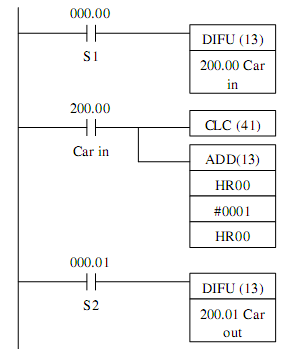 000.00
S1
DIFU (13)
200.00 Car
in
200.00
Car in
CLC (41)
ADD(13)
HR00
#0001
HR00
000.01
S2
DIFU (13)
200.01 Car
out